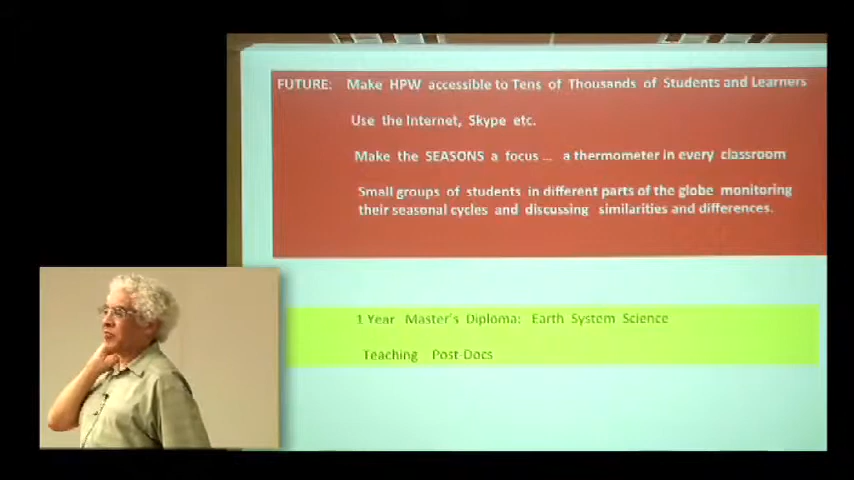 FUTURE: Make HPW accessible to Tens of Thousands of Students and Learners
Use the Internet, Skype etc.
Make the SEASONS a focus ... a thermometer in every classroom
Small groups of students in different parts of the globe monitoring
their seasonal cycles and discussing similarities and differences.
1 Year Master's Diploma: Earth System Science
Teaching Post-Docs